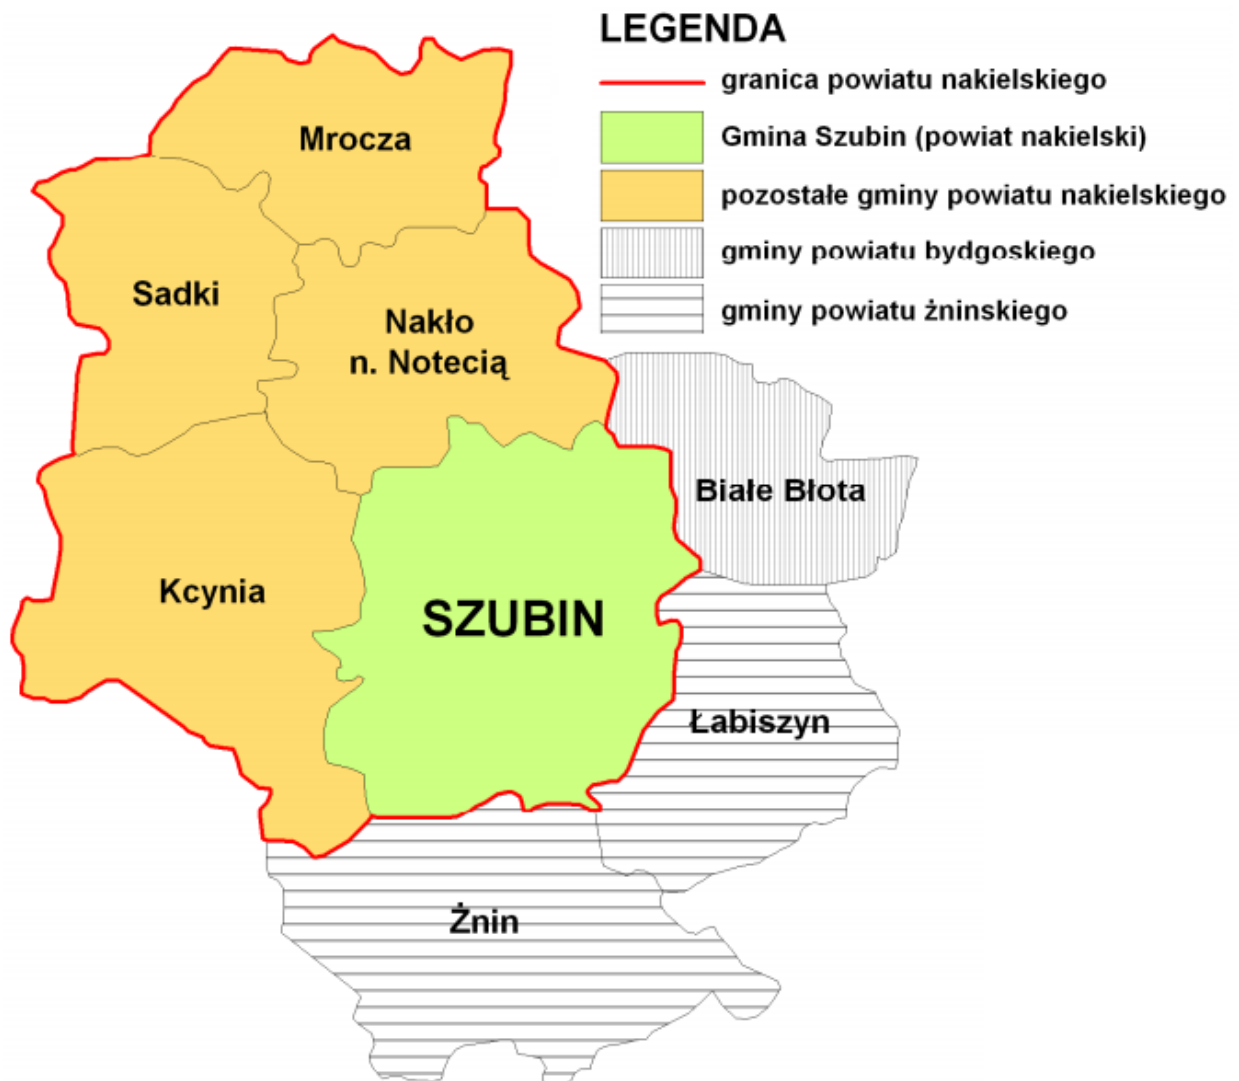 LEGENDA
granica powiatu nakielskiego
Gmina Szubin (powiat nakielski)
pozostałe gminy powiatu nakielskiego
gminy powiatu bydgoskiego
gminy powiatu żninskiego
Mrocza
Sadki
Nakło
n. Notecią
Białe Błota
Kcynia
SZUBIN
Łabiszyn
Żnin